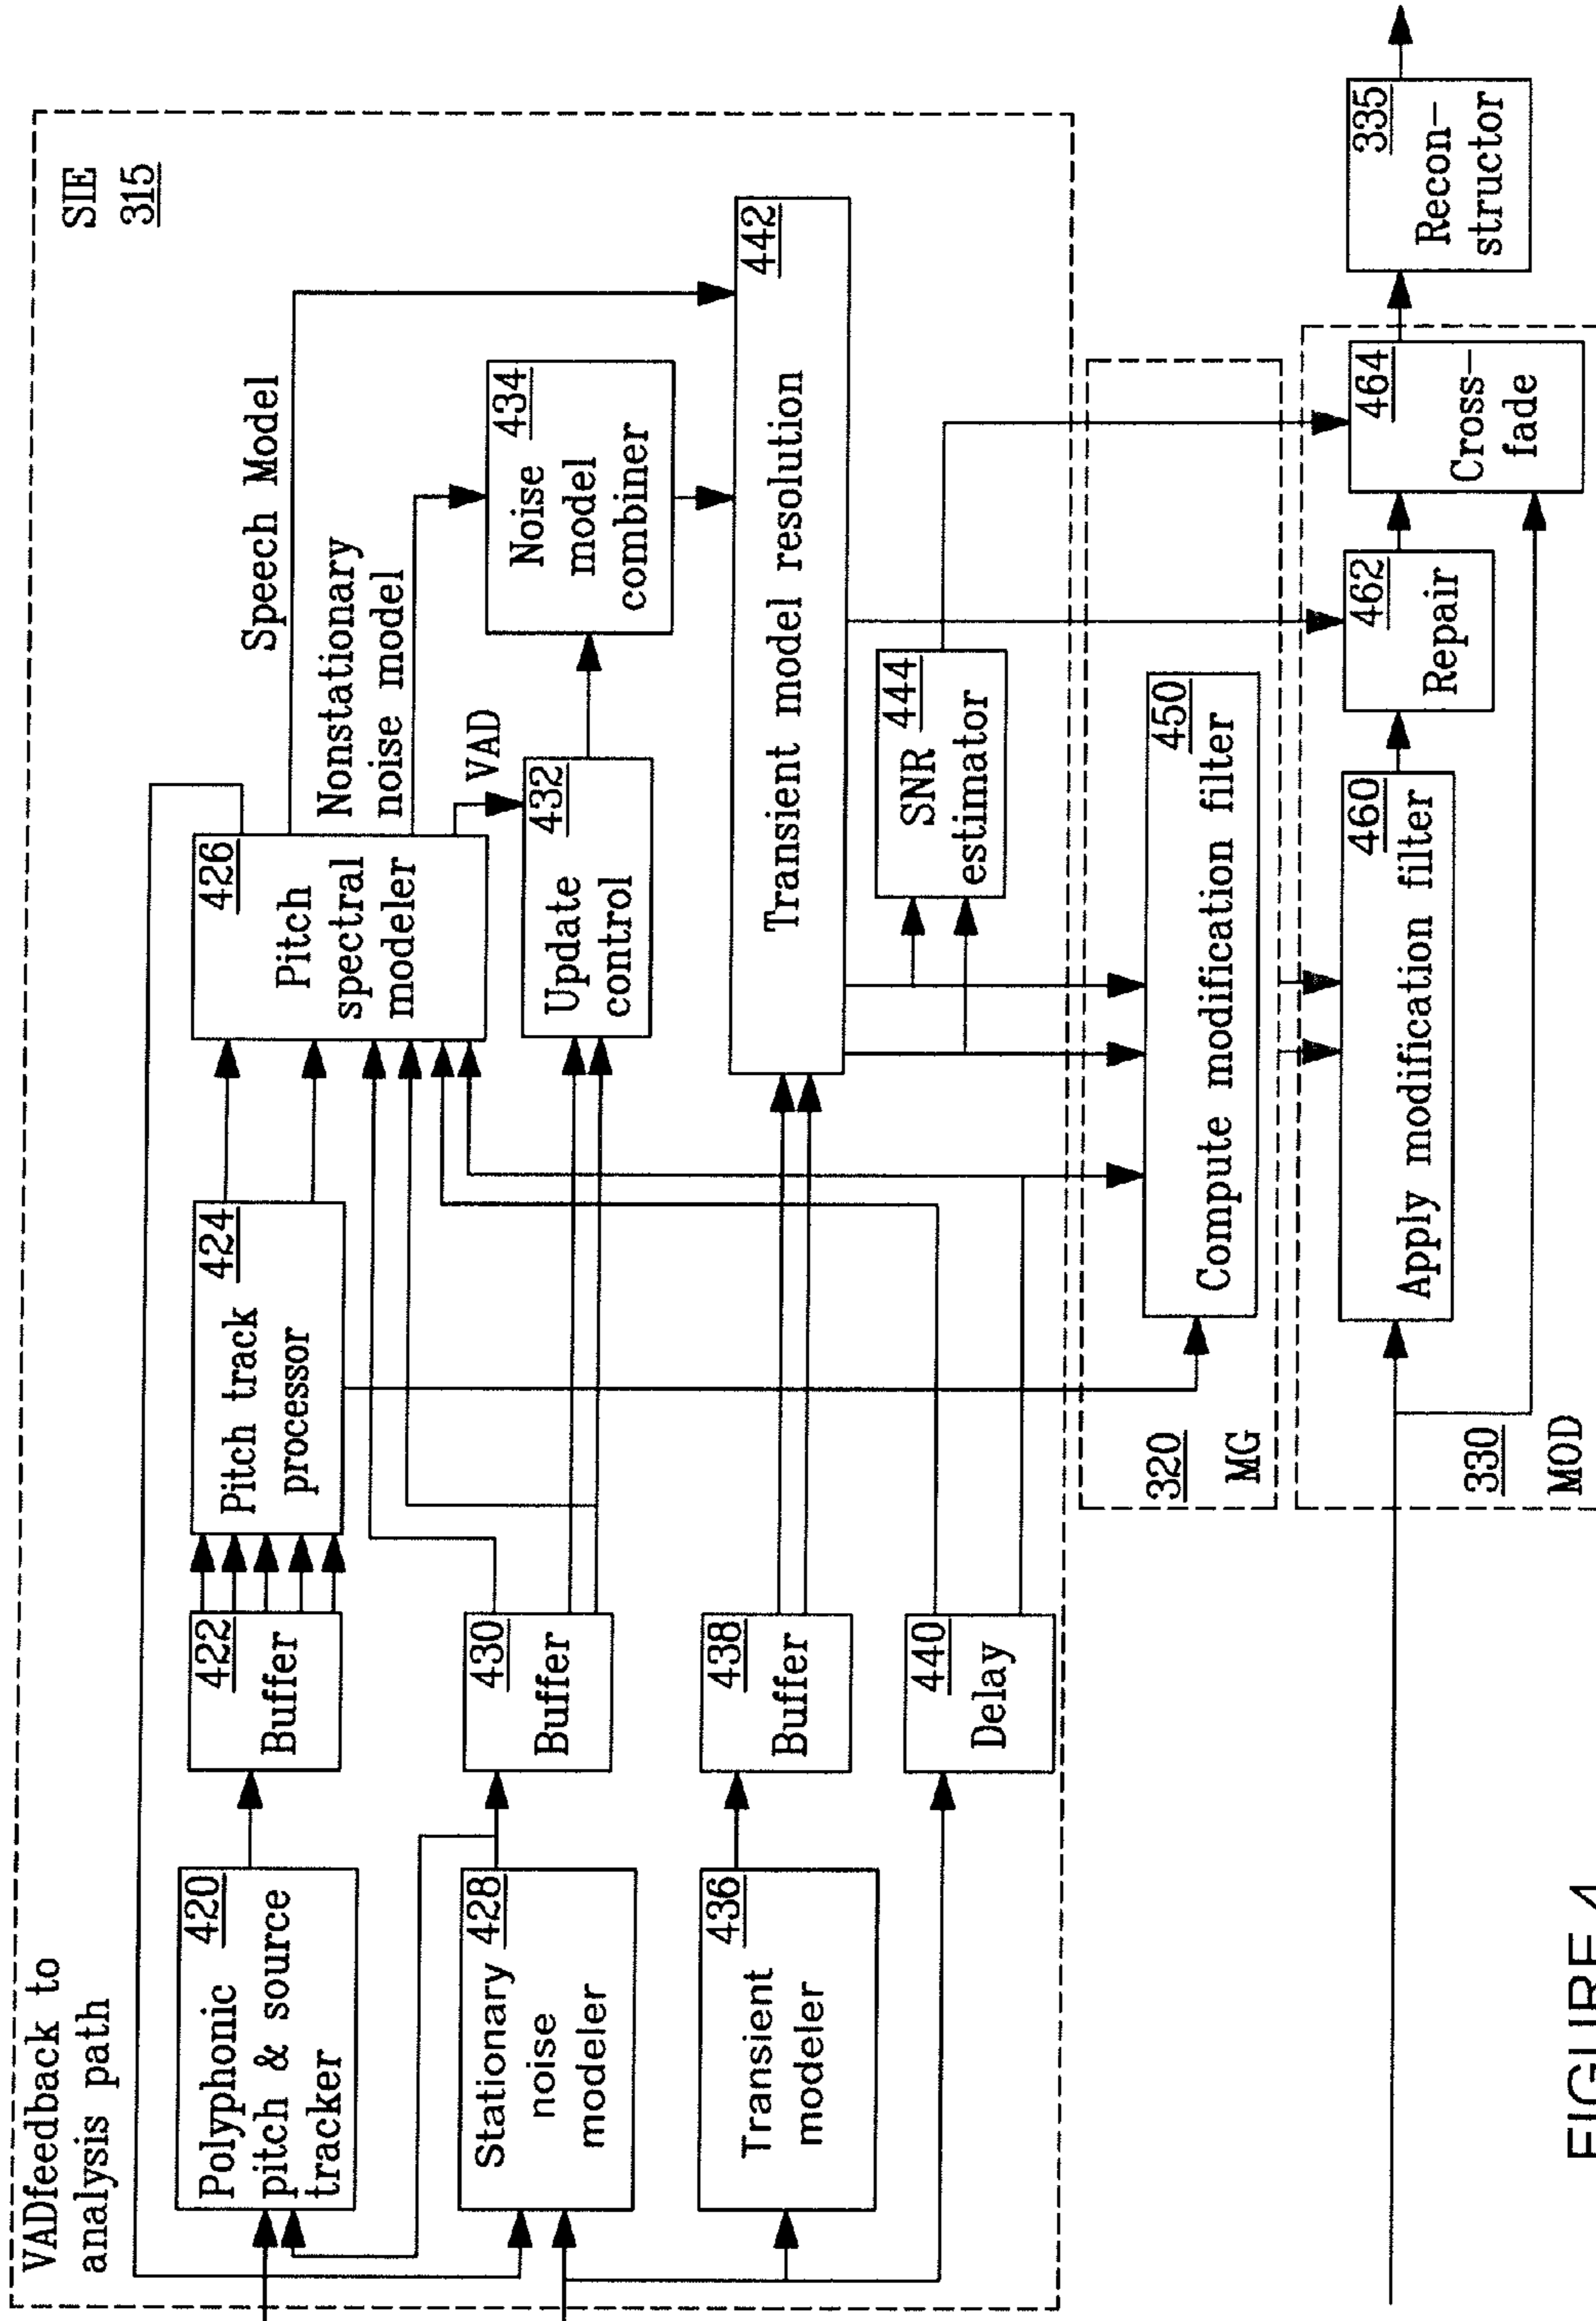 VADfeedback to
analysis path
SIE
315
420
Polyphonic
pitch & source
tracker
422
Buffer
424
Pitch track
processor
426
Pitch
spectral
modeler
Speech Model
Nonstationary
noise model
VAD
428
Stationary
noise
modeler
430
Buffer
432
Update
control
434
Noise
model
combiner
436
Transient
modeler
438
Buffer
442
Transient model resolution
440
Delay
444
SNR
estimator
320
MG
450
Compute modification filter
330
MOD
460
Apply modification filter
462
Repair
464
Cross-
fade
335
Recon-
structor
FIGURE 4